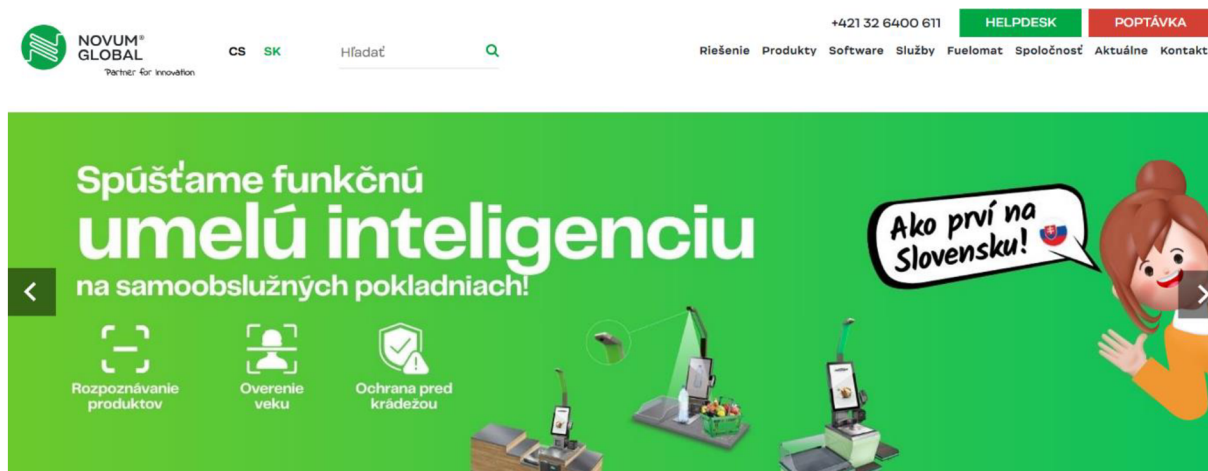 +421 32 6400 611
HELPDESK
POPTÁVKA
NOVUM®
GLOBAL
Partner for Innovation
CS SK
Hľadať
Riešenie Produkty Software Služby Fuelomat Spoločnosť Aktuálne Kontakt
Spúšťame funkčnú
umelú inteligenciu
na samoobslužných pokladniach!
Ako prví na
Slovensku!
Rozpoznávanie
produktov
Overenie
veku
Ochrana pred
krádežou